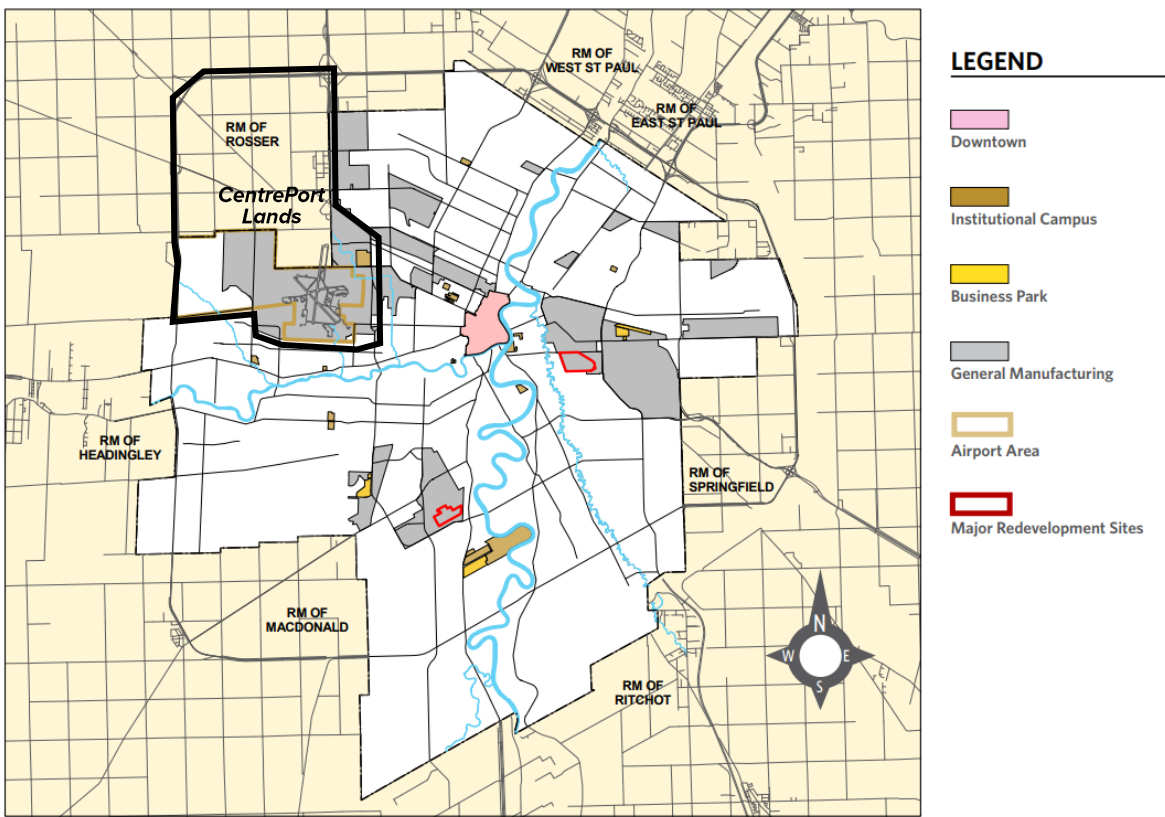 RM OF
WEST ST PAUL
RM OF
EAST ST PAUL
RM OF
ROSSER
CentrePort
Lands
RM OF
HEADINGLEY
RM OF
SPRINGFIELD
RM OF
MACDONALD
RM OF
RITCHOT
N
W E
S
LEGEND
Downtown
Institutional Campus
Business Park
General Manufacturing
Airport Area
Major Redevelopment Sites